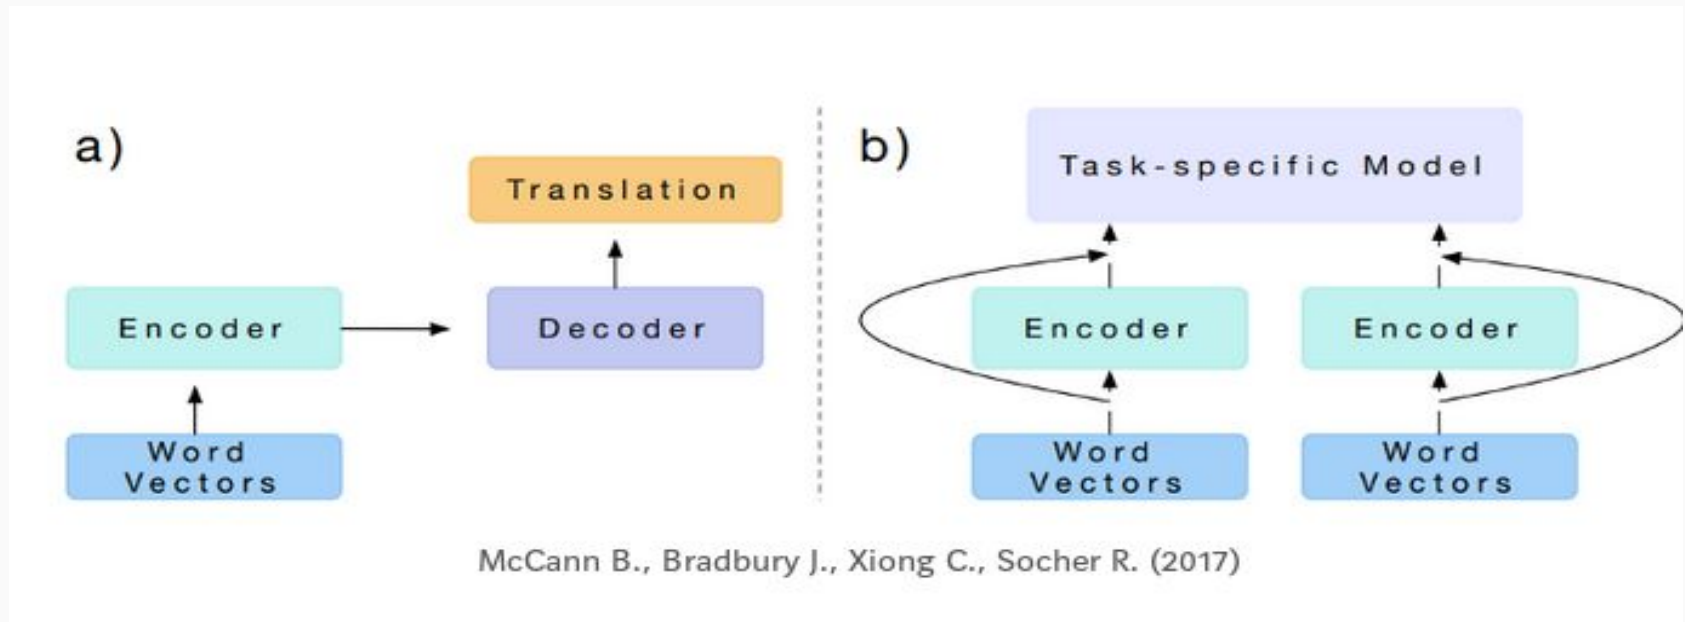 a)
Translation
Encoder
Decoder
Word
Vectors
b)
Task-specific Model
Encoder
Encoder
Word
Vectors
Word
Vectors
McCann B., Bradbury J., Xiong C., Socher R. (2017)